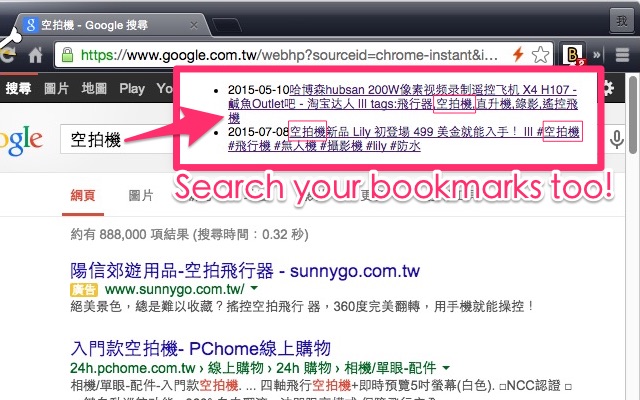 空拍機 - Google 搜尋
我
https://www.google.com.tw/webhp?sourceid=chrome-instant&i...
搜尋 圖片 地圖 Play
2015-05-10哈博森hubsan 200W像素视频录制遥控飞机 X4 H107 -
鹹魚Outlet吧 - 淘宝达人 III tags:飛行器,空拍機,直升機,錄影,遙控飛
機
2015-07-08空拍機新品 Lily 初登場 499 美金就能入手！ III #空拍機
#飛行機 #無人機 #攝影機 #lily #防水
gle
空拍機
Search your bookmarks too!
網頁 圖片
約有 888,000 項結果 (搜尋時間：0.32 秒)
陽信郊遊用品-空拍飛行器 - sunnygo.com.tw
廣告 www.sunnygo.com.tw/
絕美景色，總是難以收藏？搖控空拍飛行 器，360度完美翻轉，用手機就能操控！
入門款空拍機- PChome線上購物
24h.pchome.com.tw › 線上購物 › 24h 購物 › 相機/單眼-配件
相機/單眼-配件-入門款空拍機. ... 四軸飛行空拍機+即時預覽5吋螢幕(白色). □NCC認證 □